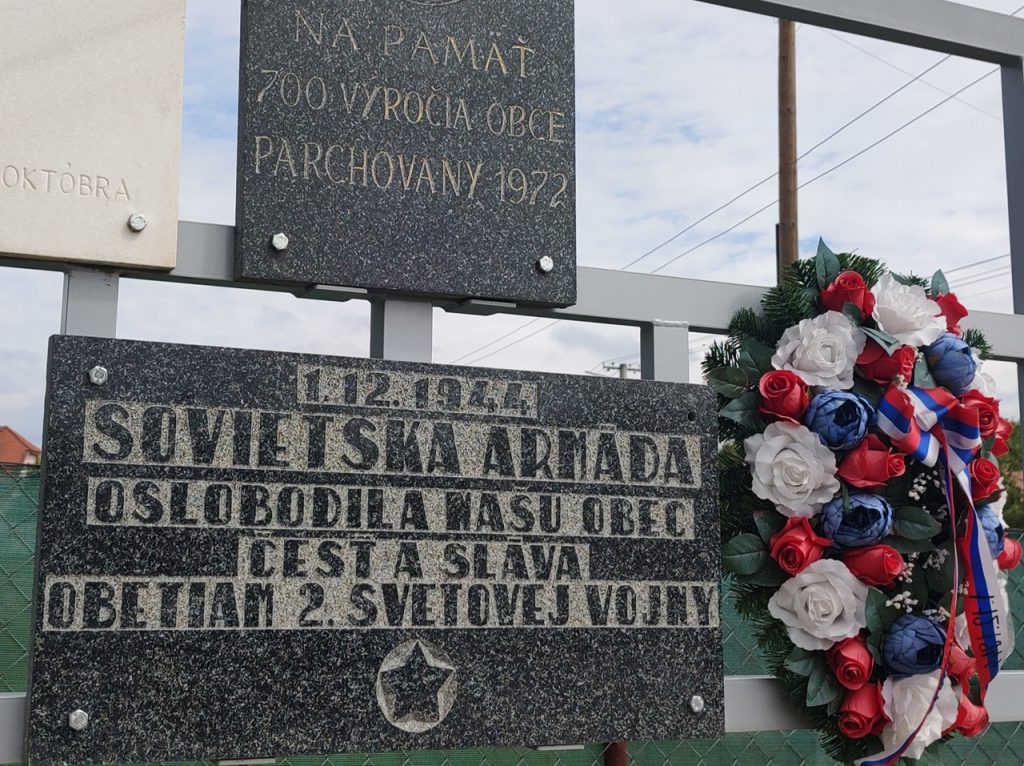 OKTÓBRA
NA PAMÄŤ
700 VÝROČIA OBCE
PARCHOVANY 1972
1.12.1944
SOVIETSKA ARMÁDA
OSLOBODILA NAŠU OBEC
ČESŤ A SLÁVA
OBETIAM 2. SVETOVEJ VOJNY